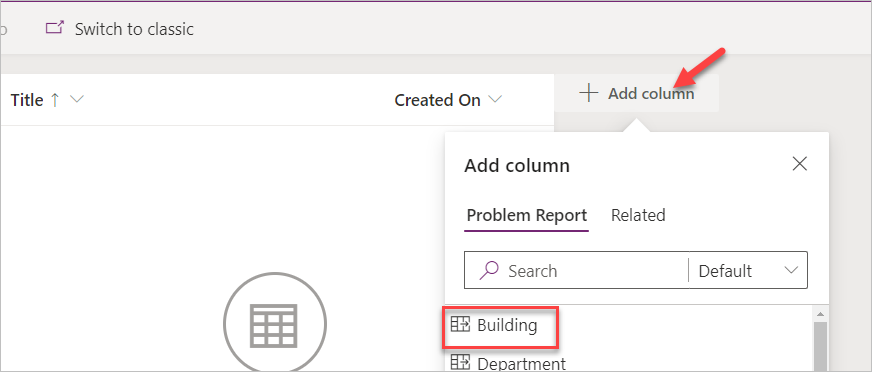 Switch to classic
Title ↑ Created On + Add column
Add column
Problem Report Related
Search Default
Building
Department